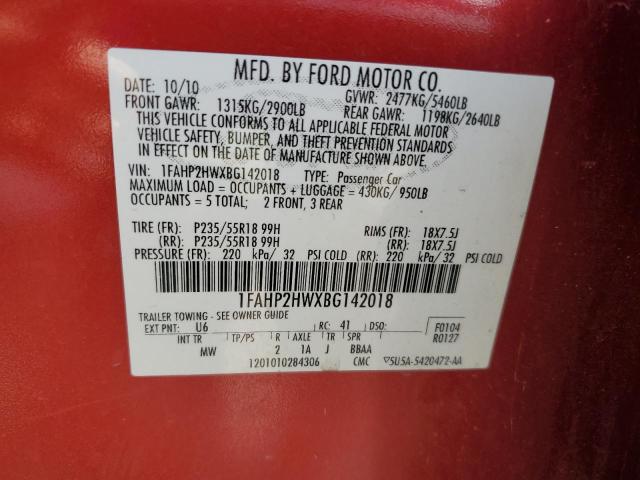 MFD. BY FORD MOTOR CO.
DATE: 10/10 GVWR: 2477KG/5460LB
FRONT GAWR: 1315KG/2900LB REAR GAWR: 1198KG/2640LB
THIS VEHICLE CONFORMS TO ALL APPLICABLE FEDERAL MOTOR
VEHICLE SAFETY, BUMPER, AND THEFT PREVENTION STANDARDS
IN EFFECT ON THE DATE OF MANUFACTURE SHOWN ABOVE.
VIN: 1FAHP2HWXBG142018 TYPE: Passenger Car
MAXIMUM LOAD = OCCUPANTS + LUGGAGE = 430KG/ 950LB
OCCUPANTS = 5 TOTAL; 2 FRONT, 3 REAR
TIRE (FR): P235/55R18 99H RIMS (FR): 18X7.5J
(RR): P235/55R18 99H (RR): 18X7.5J
PRESSURE (FR): 220 kPa/ 32 PSI COLD (RR): 220 kPa/ 32 PSI COLD
1FAHP2HWXBG142018
TRAILER TOWING - SEE OWNER GUIDE
EXT PNT: U6 RC: 41 DSO: F0104
INT TR TP/PS R AXLE TR SPR R0127
MW 2 1A J BBAA
1201010284306 CMC 5U5A-5420472-AA